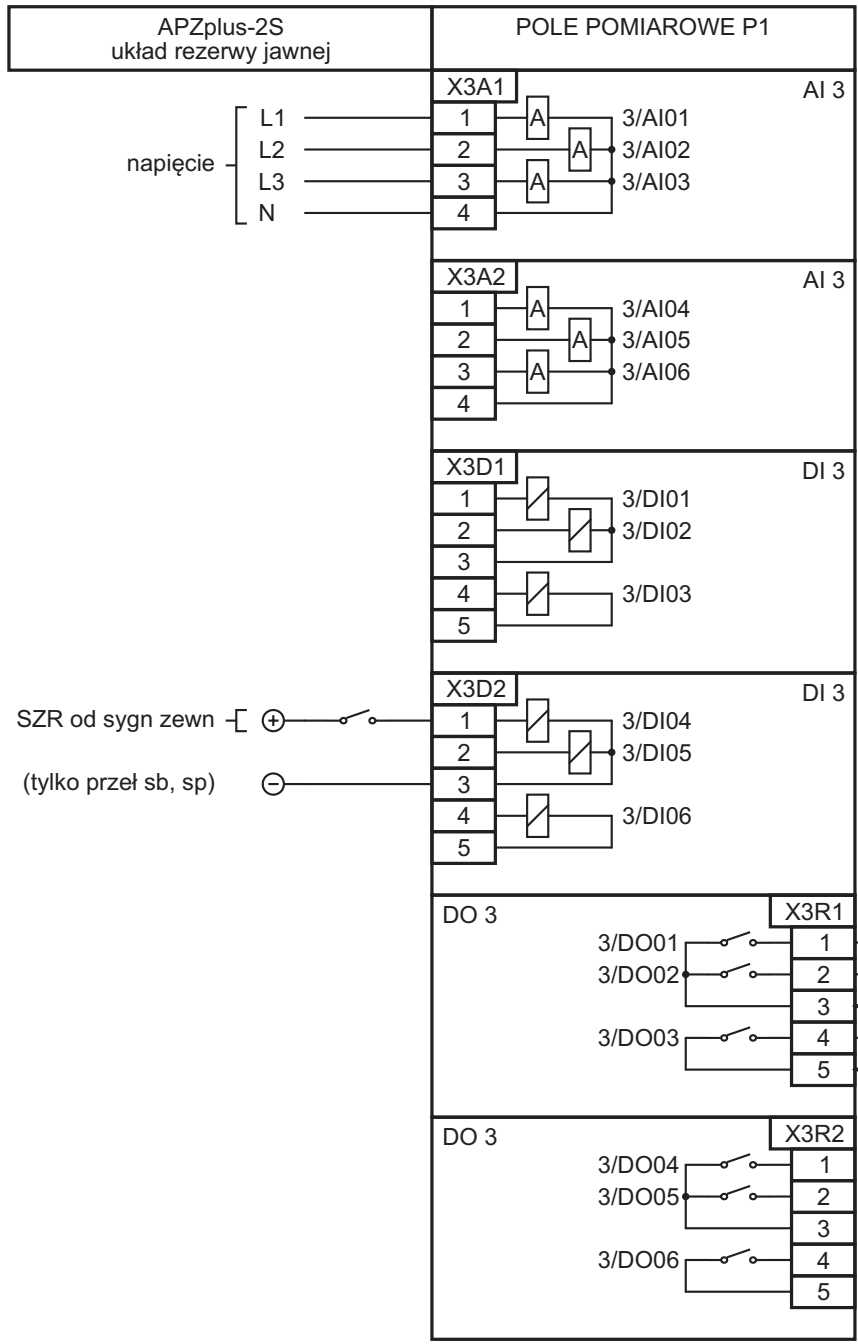 APZplus-2S
układ rezerwy jawnej
POLE POMIAROWE P1
X3A1
AI 3
napięcie
L1
1
A
3/AI01
L2
2
A
3/AI02
L3
3
A
3/AI03
N
4
X3A2
AI 3
1
A
3/AI04
2
A
3/AI05
3
A
3/AI06
4
X3D1
DI 3
1
3/DI01
2
3/DI02
3
4
3/DI03
5
X3D2
DI 3
SZR od sygn zewn
+
1
3/DI04
2
3/DI05
(tylko przeł sb, sp)
−
3
4
3/DI06
5
DO 3
X3R1
3/DO01
1
3/DO02
2
3
3/DO03
4
5
DO 3
X3R2
3/DO04
1
3/DO05
2
3
3/DO06
4
5